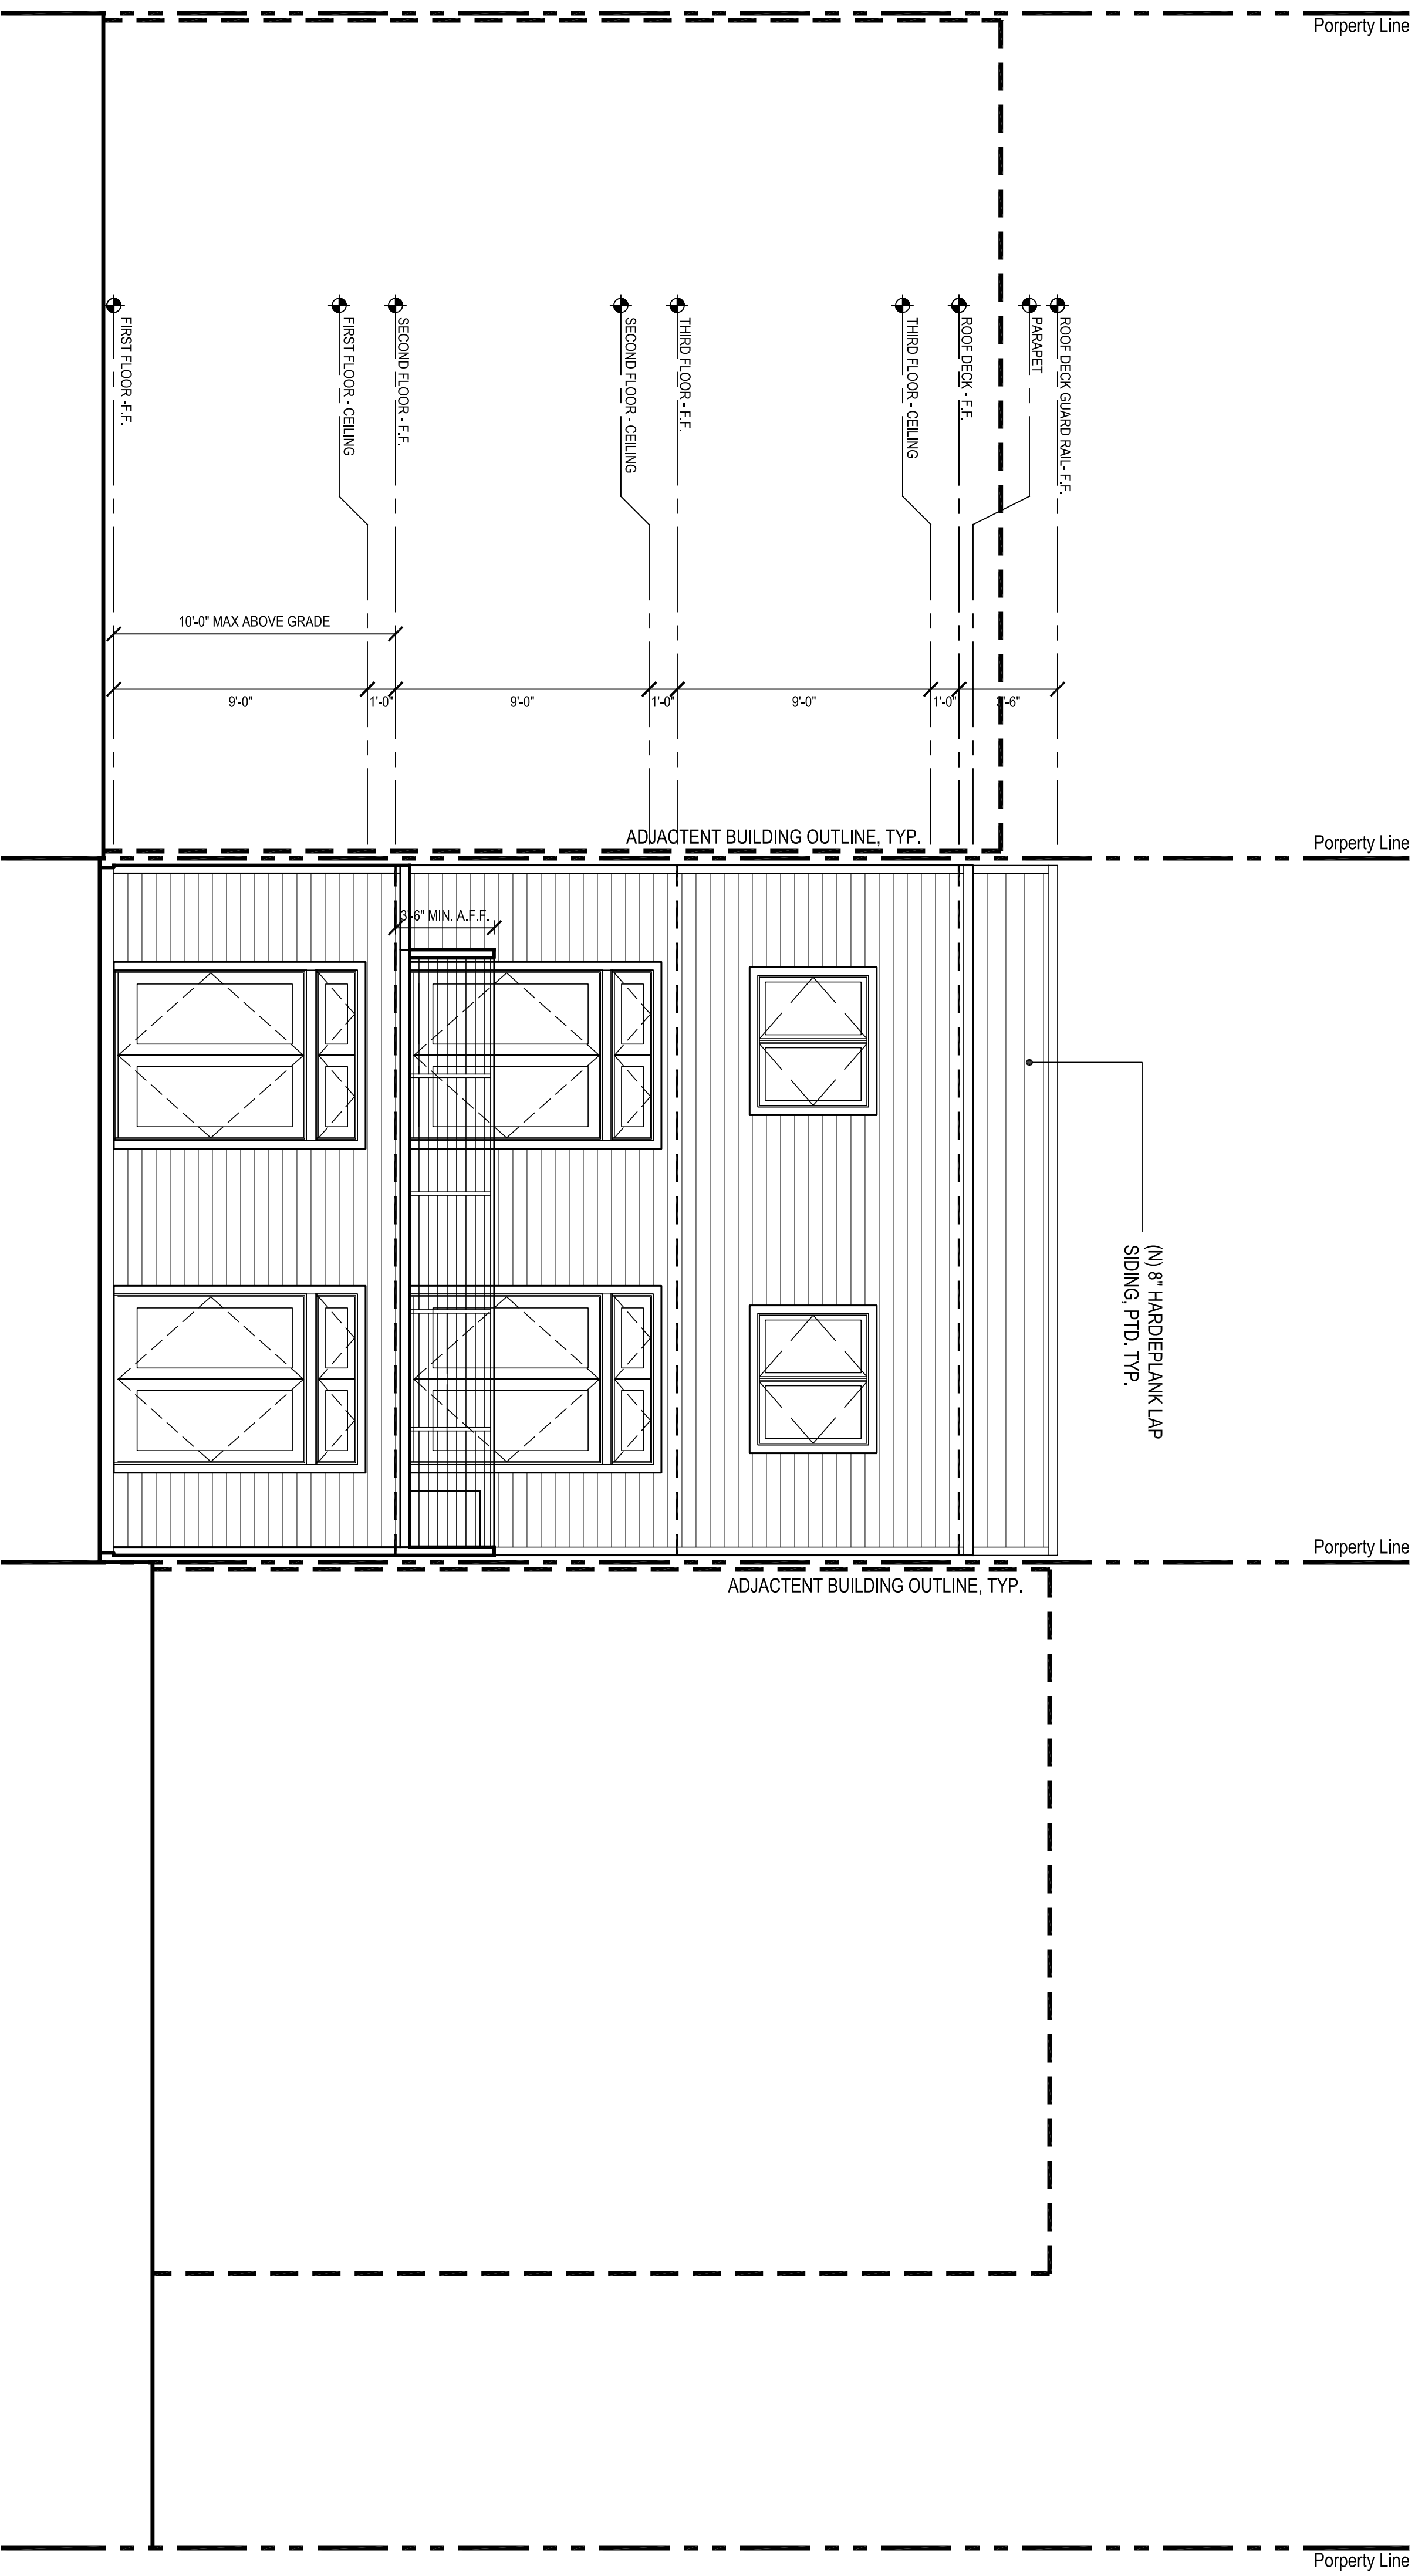 Porperty Line
FIRST FLOOR -F.F.
FIRST FLOOR - CEILING
SECOND FLOOR - F.F.
SECOND FLOOR - CEILING
THIRD FLOOR - F.F.
THIRD FLOOR - CEILING
ROOF DECK - F.F.
PARAPET
ROOF DECK GUARD RAIL- F.F.
10'-0" MAX ABOVE GRADE
9'-0"
1'-0"
9'-0"
1'-0"
9'-0"
1'-0"
3'-6"
ADJACTENT BUILDING OUTLINE, TYP.
Porperty Line
3'-6" MIN. A.F.F.
(N) 8" HARDIEPLANK LAP
SIDING, PTD. TYP.
Porperty Line
ADJACTENT BUILDING OUTLINE, TYP.
Porperty Line